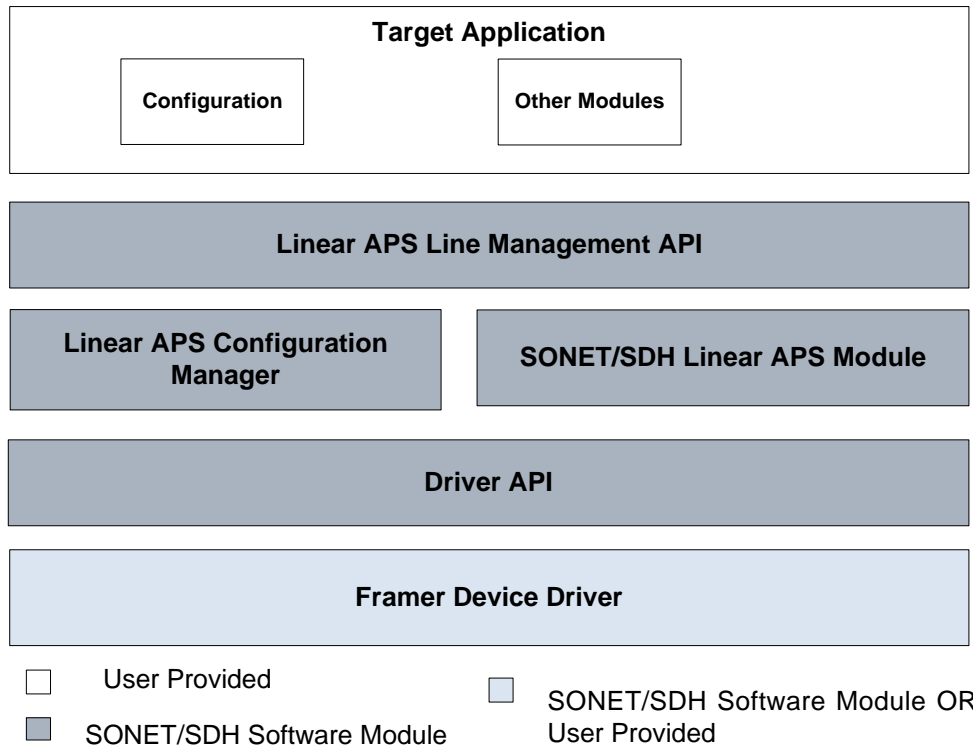 Target Application
Configuration
Other Modules
Linear APS Line Management API
Linear APS Configuration
Manager
SONET/SDH Linear APS Module
Driver API
Framer Device Driver
User Provided
SONET/SDH Software Module
SONET/SDH Software Module OR
User Provided